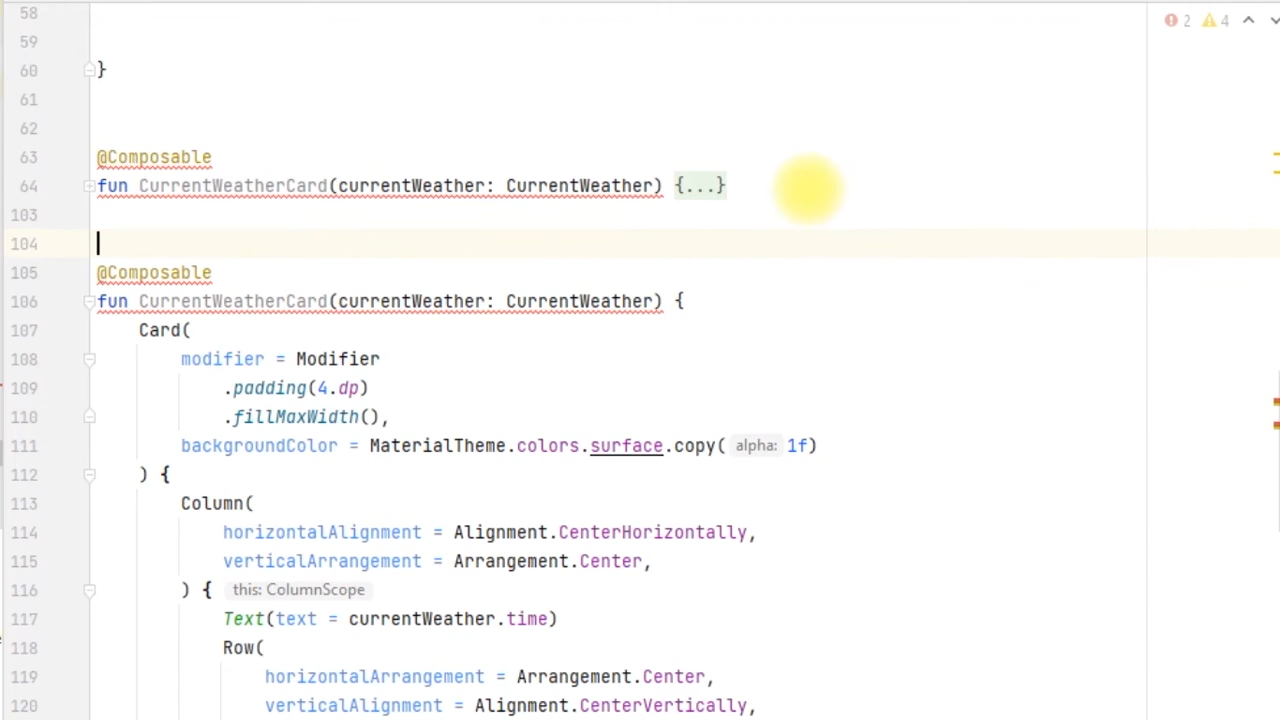 58
2 4
59
60 }
61
62
63 @Composable
64 fun CurrentWeatherCard(currentWeather: CurrentWeather) {...}
103
104
105 @Composable
106 fun CurrentWeatherCard(currentWeather: CurrentWeather) {
107 Card(
108 modifier = Modifier
109 .padding(4.dp)
110 .fillMaxWidth(),
111 backgroundColor = MaterialTheme.colors.surface.copy( alpha: 1f)
112 ) {
113 Column(
114 horizontalAlignment = Alignment.CenterHorizontally,
115 verticalArrangement = Arrangement.Center,
116 ) { this: ColumnScope
117 Text(text = currentWeather.time)
118 Row(
119 horizontalArrangement = Arrangement.Center,
120 verticalAlignment = Alignment.CenterVertically,